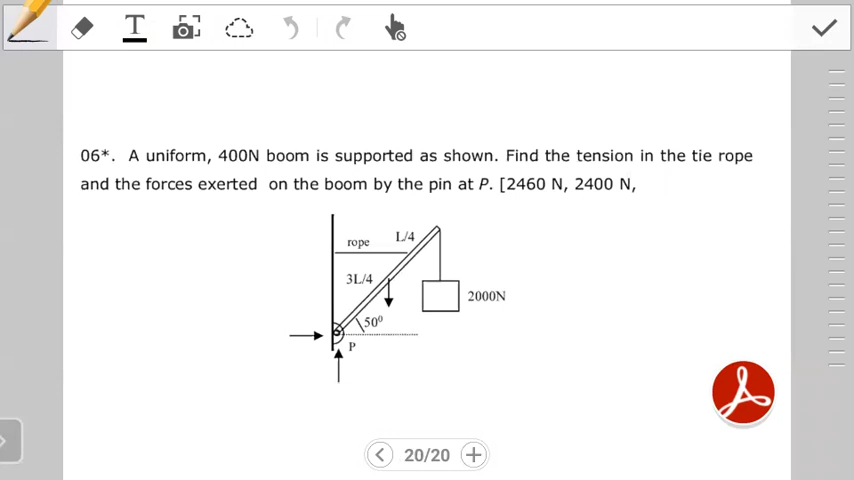 T
06*. A uniform, 400N boom is supported as shown. Find the tension in the tie rope
and the forces exerted on the boom by the pin at P. [2460 N, 2400 N,
rope
L/4
3L/4
2000N
50⁰
P
20/20